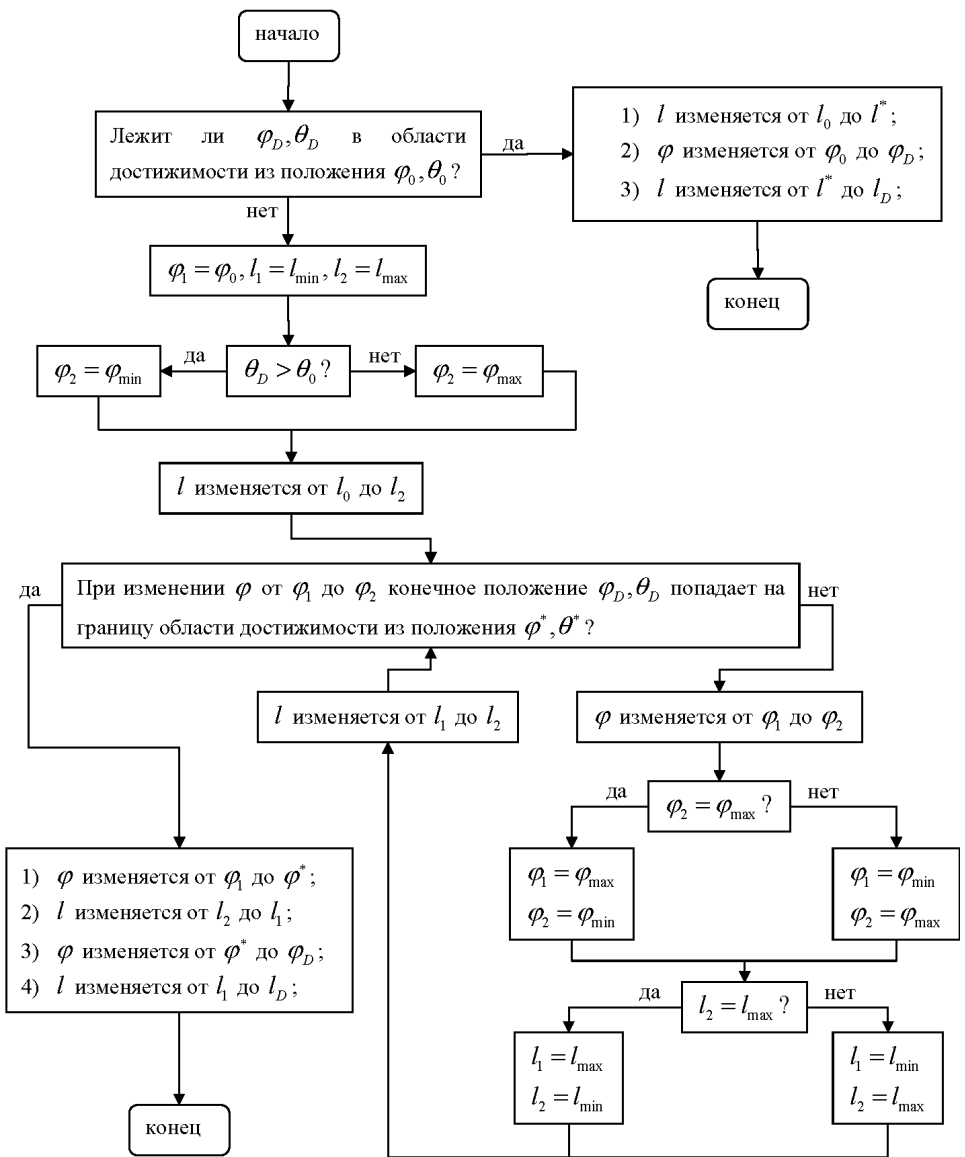 начало
Лежит ли φ_D, θ_D в области
достижимости из положения φ_0, θ_0 ?
да
1) l изменяется от l_0 до l^*;
2) φ изменяется от φ_0 до φ_D;
3) l изменяется от l^* до l_D;
нет
φ_1 = φ_0, l_1 = l_min, l_2 = l_max
конец
φ_2 = φ_min
да
θ_D > θ_0 ?
нет
φ_2 = φ_max
l изменяется от l_0 до l_2
да
При изменении φ от φ_1 до φ_2 конечное положение φ_D, θ_D попадает на
границу области достижимости из положения φ^*, θ^* ?
нет
l изменяется от l_1 до l_2
φ изменяется от φ_1 до φ_2
да
φ_2 = φ_max ?
нет
φ_1 = φ_max
φ_2 = φ_min
φ_1 = φ_min
φ_2 = φ_max
1) φ изменяется от φ_1 до φ^*;
2) l изменяется от l_2 до l_1;
3) φ изменяется от φ^* до φ_D;
4) l изменяется от l_1 до l_D;
да
l_2 = l_max ?
нет
l_1 = l_max
l_2 = l_min
l_1 = l_min
l_2 = l_max
конец